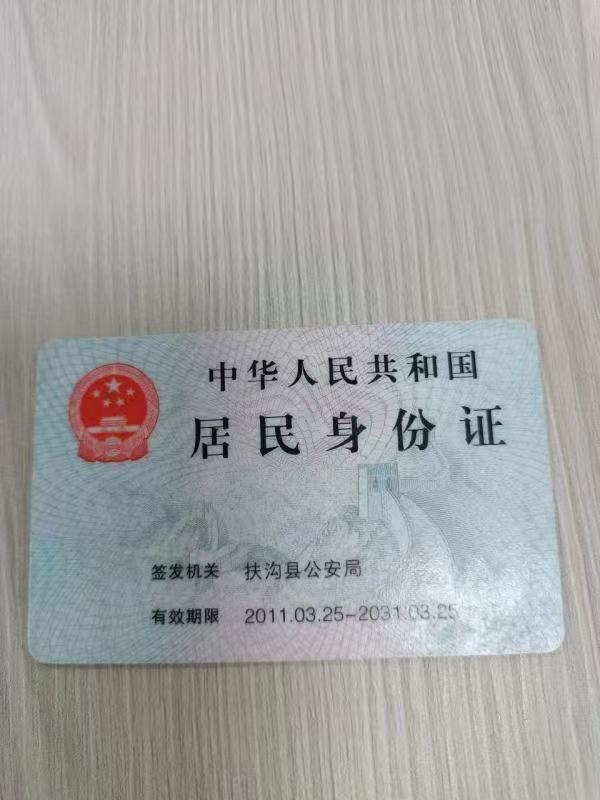 中华人民共和国
居民身份证
签发机关 扶沟县公安局
有效期限 2011.03.25-2031.03.25